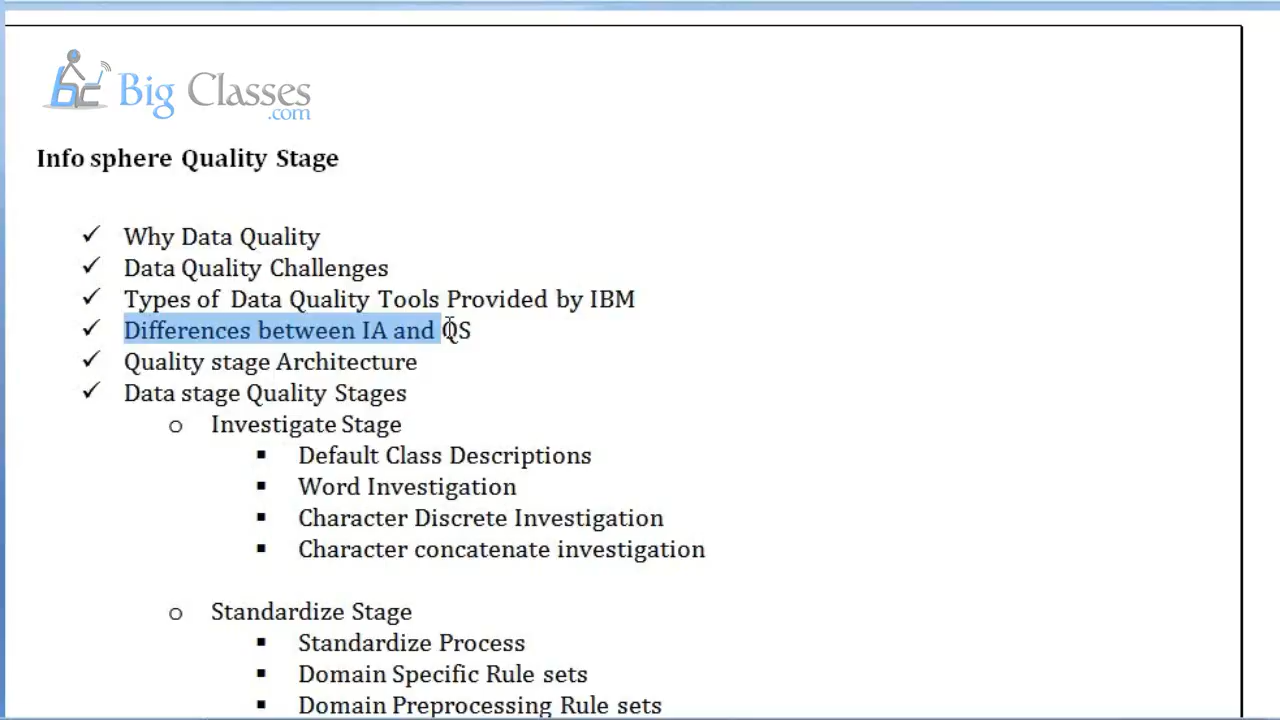 Big Classes
.com
Info sphere Quality Stage
✓ Why Data Quality
✓ Data Quality Challenges
✓ Types of Data Quality Tools Provided by IBM
✓ Differences between IA and QS
✓ Quality stage Architecture
✓ Data stage Quality Stages
o Investigate Stage
▪ Default Class Descriptions
▪ Word Investigation
▪ Character Discrete Investigation
▪ Character concatenate investigation
o Standardize Stage
▪ Standardize Process
▪ Domain Specific Rule sets
▪ Domain Preprocessing Rule sets